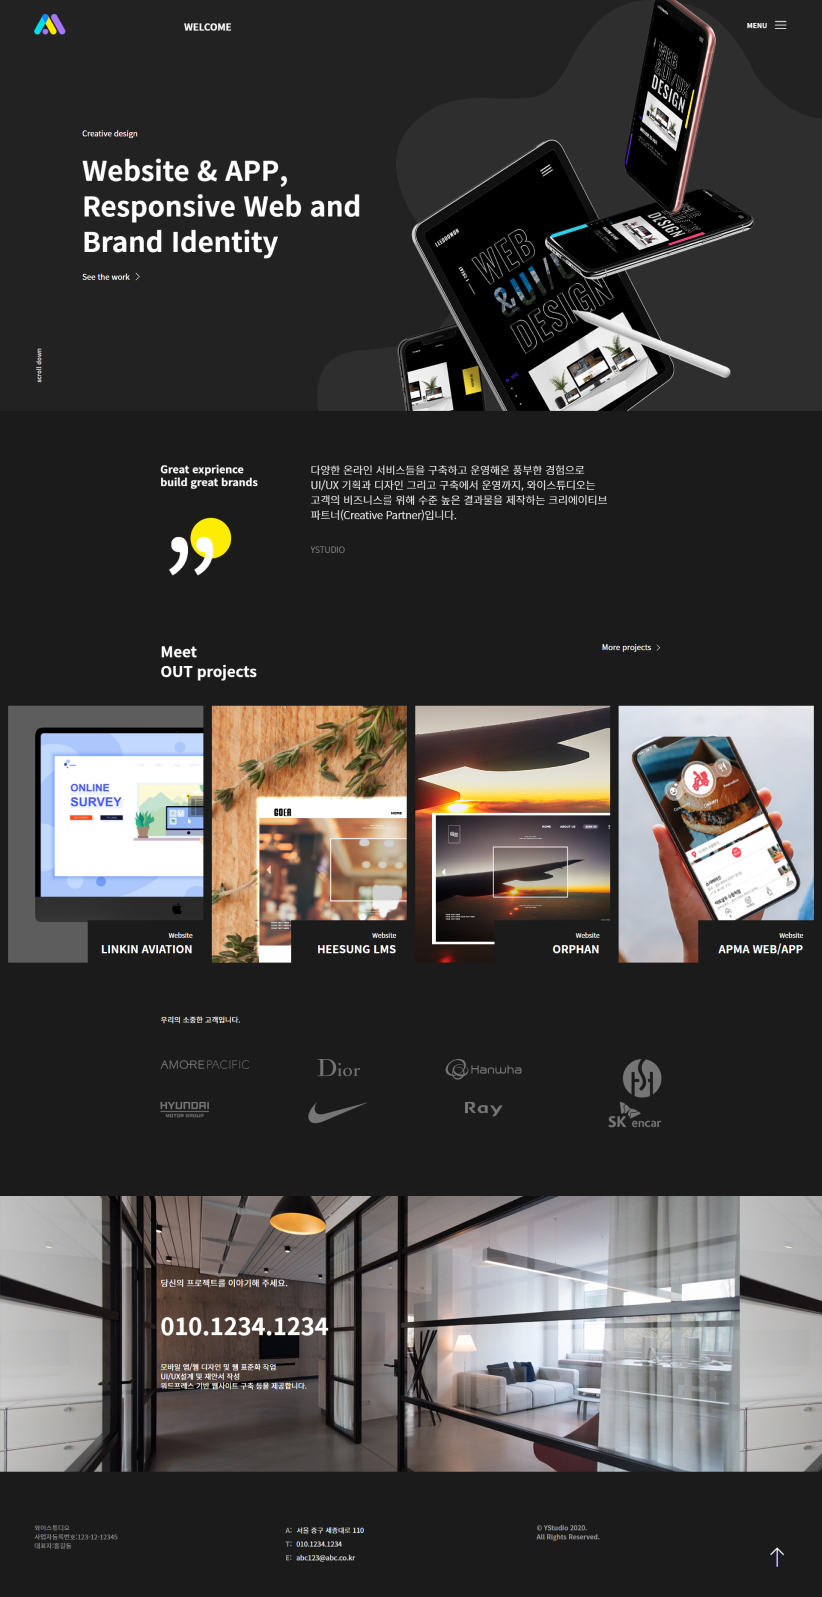 WELCOME
MENU
Creative design
Website & APP,
Responsive Web and
Brand Identity
See the work
scroll down
LEEDOOWON
WEB
&UI/UX
DESIGN
Great exprience
build great brands
다양한 온라인 서비스들을 구축하고 운영해온 풍부한 경험으로
UI/UX 기획과 디자인 그리고 구축에서 운영까지, 와이스튜디오는
고객의 비즈니스를 위해 수준 높은 결과물을 제작하는 크리에이티브
파트너(Creative Partner)입니다.
YSTUDIO
Meet
OUT projects
More projects
ONLINE
SURVEY
Website
LINKIN AVIATION
HOME
Website
HEESUNG LMS
HOME ABOUT US
Website
ORPHAN
Website
APMA WEB/APP
우리의 소중한 고객입니다.
AMOREPACIFIC
Dior
Hanwha
HYUNDAI
MOTOR GROUP
Ray
SK encar
당신의 프로젝트를 이야기해 주세요.
010.1234.1234
모바일 앱/웹 디자인 및 웹 표준화 작업
UI/UX설계 및 제안서 작성
워드프레스 기반 웹사이트 구축 등을 제공합니다.
와이스튜디오
사업자등록번호:123-12-12345
대표자:홍길동
A: 서울 중구 세종대로 110
T: 010.1234.1234
E: abc123@abc.co.kr
© YStudio 2020.
All Rights Reserved.